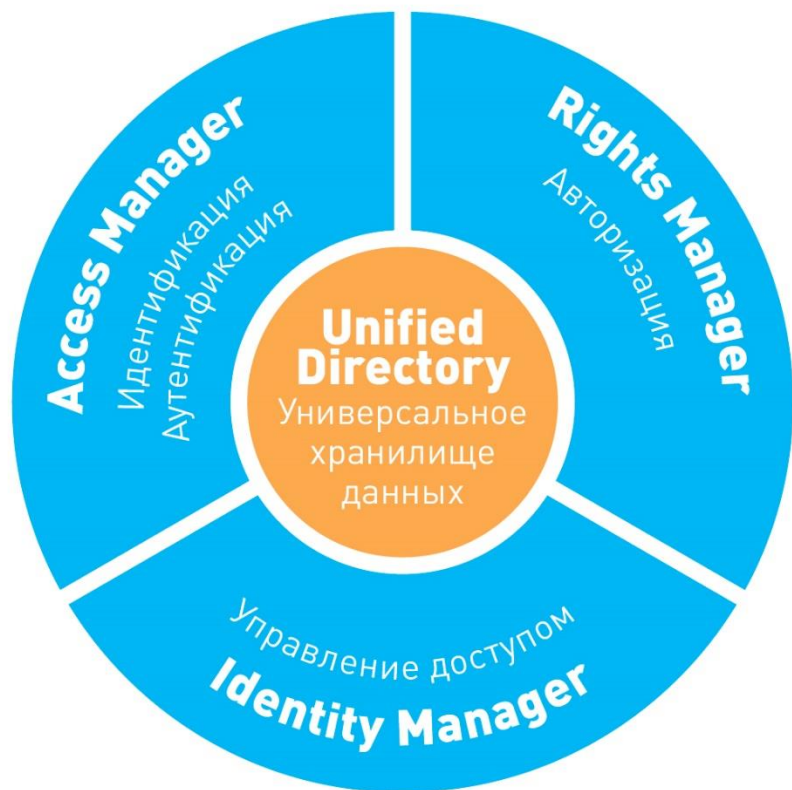 Access Manager
Идентификация
Аутентификация
Rights Manager
Авторизация
Unified
Directory
Универсальное
хранилище
данных
Управление доступом
Identity Manager